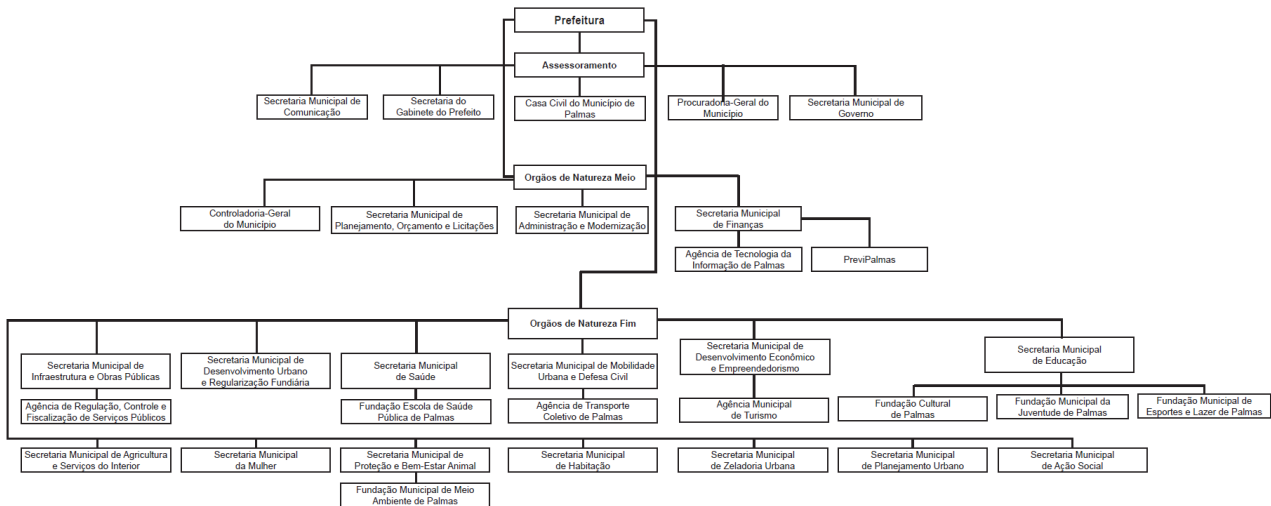 Prefeitura
Assessoramento
Secretaria Municipal de
Comunicação
Secretaria do
Gabinete do Prefeito
Casa Civil do Município de
Palmas
Procuradoria-Geral do
Município
Secretaria Municipal de
Governo
Orgãos de Natureza Meio
Controladoria-Geral
do Município
Secretaria Municipal de
Planejamento, Orçamento e Licitações
Secretaria Municipal de
Administração e Modernização
Secretaria Municipal
de Finanças
Agência de Tecnologia da
Informação de Palmas
PreviPalmas
Orgãos de Natureza Fim
Secretaria Municipal de
Infraestrutura e Obras Públicas
Secretaria Municipal de
Desenvolvimento Urbano
e Regularização Fundiária
Secretaria Municipal
de Saúde
Secretaria Municipal de Mobilidade
Urbana e Defesa Civil
Secretaria Municipal de
Desenvolvimento Econômico
e Empreendedorismo
Secretaria Municipal
de Educação
Agência de Regulação, Controle e
Fiscalização de Serviços Públicos
Fundação Escola de Saúde
Pública de Palmas
Agência de Transporte
Coletivo de Palmas
Agência Municipal
de Turismo
Fundação Cultural
de Palmas
Fundação Municipal da
Juventude de Palmas
Fundação Municipal de
Esportes e Lazer de Palmas
Secretaria Municipal de Agricultura
e Serviços do Interior
Secretaria Municipal
da Mulher
Secretaria Municipal de
Proteção e Bem-Estar Animal
Secretaria Municipal
de Habitação
Secretaria Municipal
de Zeladoria Urbana
Secretaria Municipal
de Planejamento Urbano
Secretaria Municipal
de Ação Social
Fundação Municipal de Meio
Ambiente de Palmas